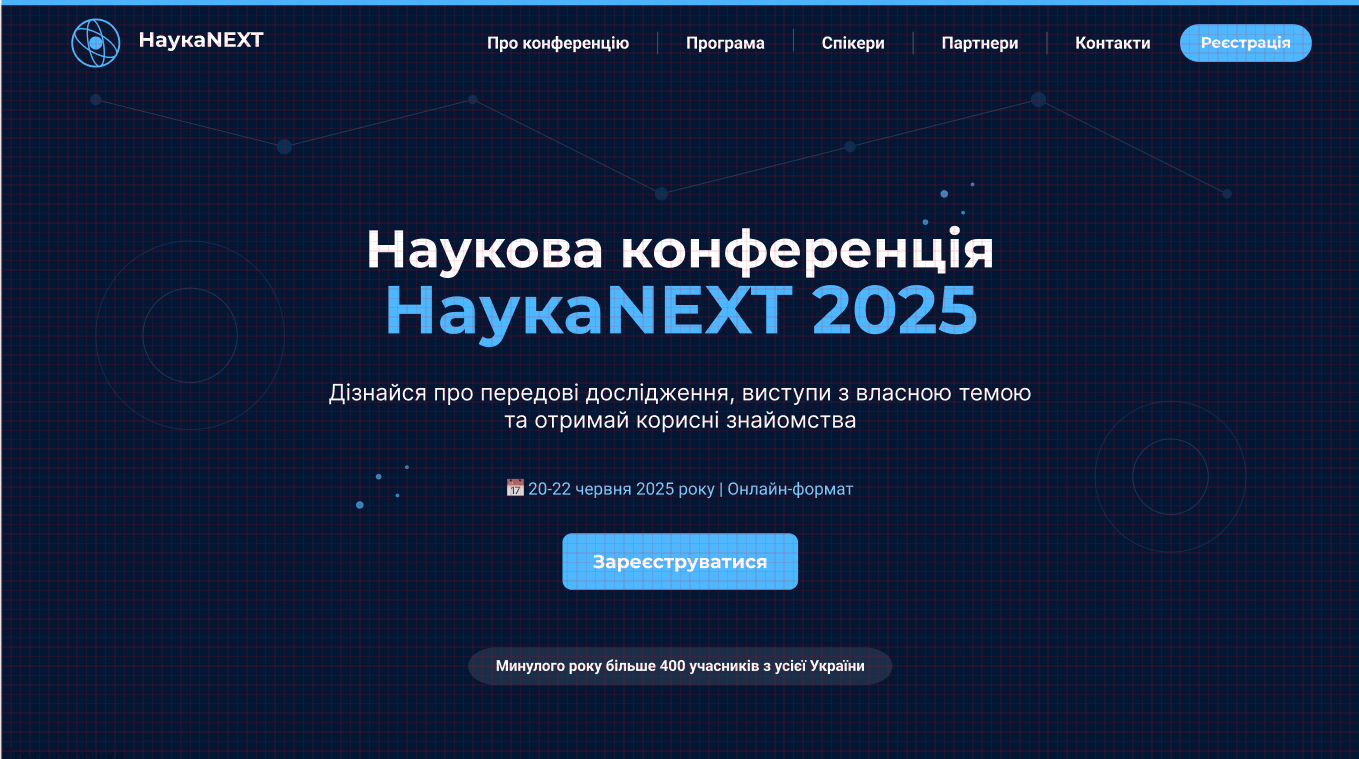 НаукаNEXT
Про конференцію
Програма
Спікери
Партнери
Контакти
Реєстрація
Наукова конференція
НаукаNEXT 2025
Дізнайся про передові дослідження, виступи з власною темою
та отримай корисні знайомства
📅 20-22 червня 2025 року | Онлайн-формат
Зареєструватися
Минулого року більше 400 учасників з усієї України